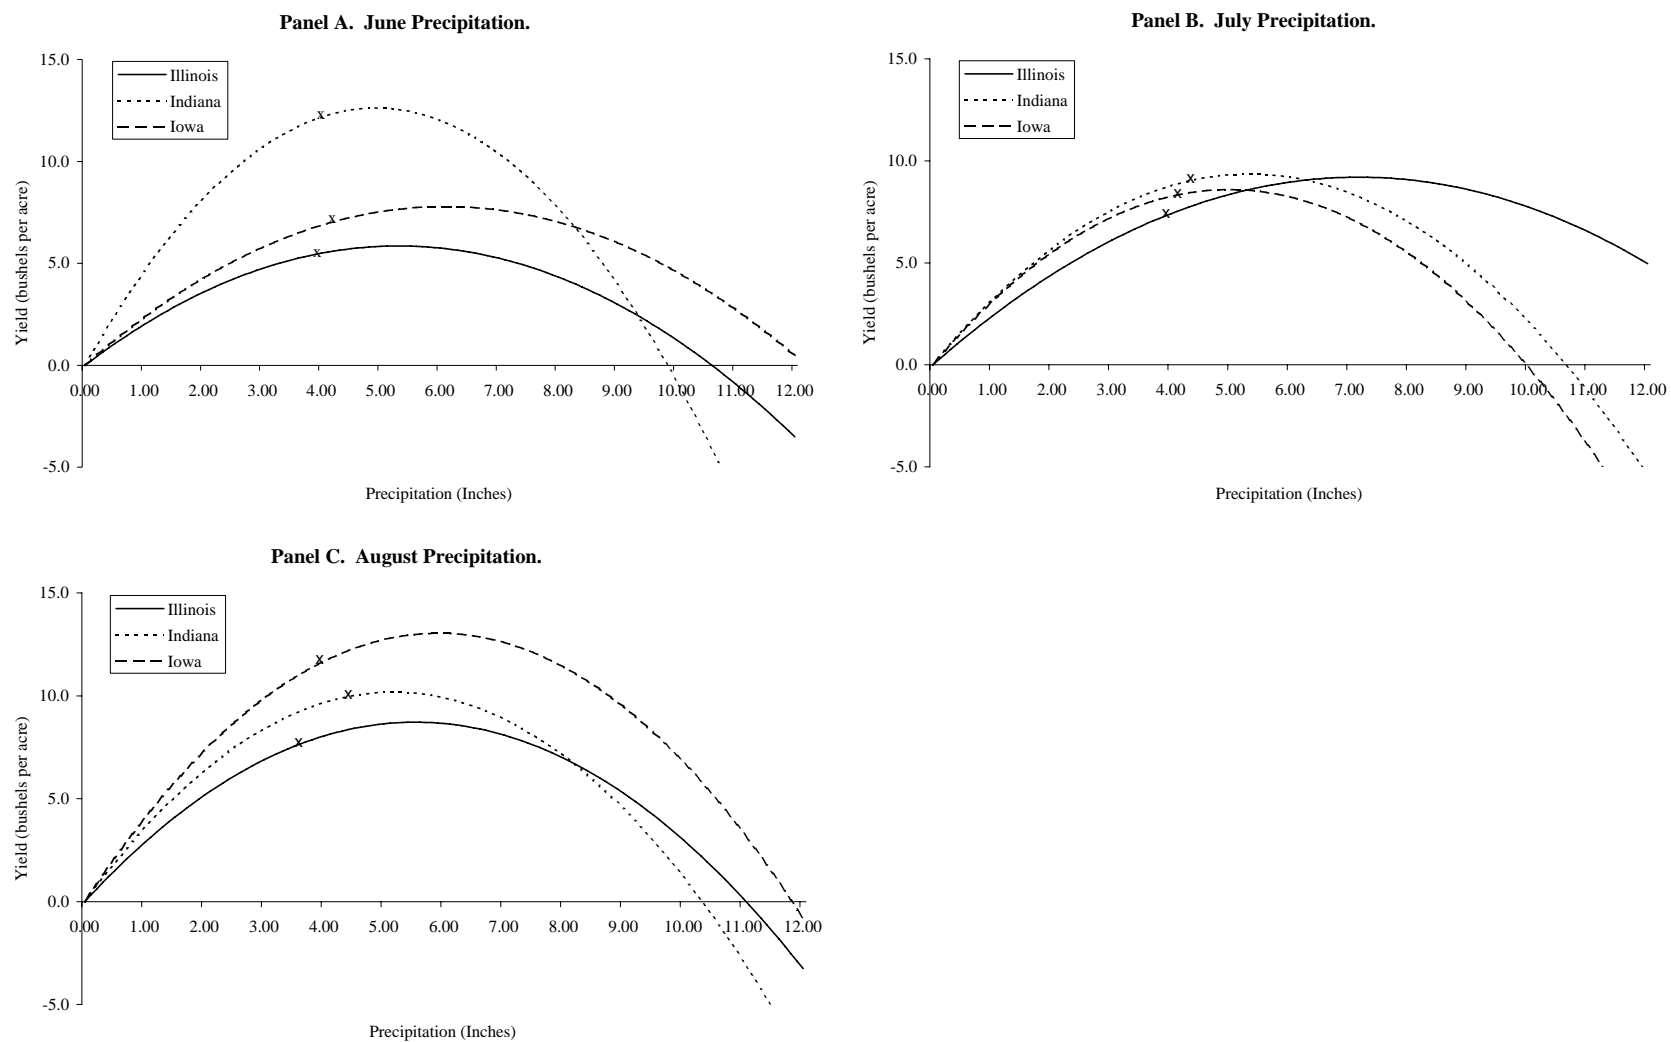 Panel A.  June Precipitation.
15.0
10.0
5.0
0.0
-5.0
Yield (bushels per acre)
Illinois
Indiana
Iowa
x
x
x
0.00 1.00 2.00 3.00 4.00 5.00 6.00 7.00 8.00 9.00 10.00 11.00 12.00
Precipitation (Inches)
Panel B.  July Precipitation.
15.0
10.0
5.0
0.0
-5.0
Yield (bushels per acre)
Illinois
Indiana
Iowa
x
x
x
0.00 1.00 2.00 3.00 4.00 5.00 6.00 7.00 8.00 9.00 10.00 11.00 12.00
Precipitation (Inches)
Panel C.  August Precipitation.
15.0
10.0
5.0
0.0
-5.0
Yield (bushels per acre)
Illinois
Indiana
Iowa
x
x
x
0.00 1.00 2.00 3.00 4.00 5.00 6.00 7.00 8.00 9.00 10.00 11.00 12.00
Precipitation (Inches)